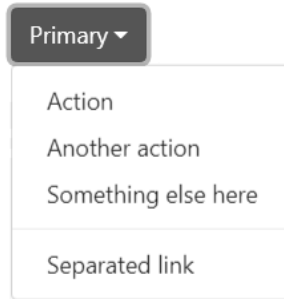 Primary
Action
Another action
Something else here
Separated link